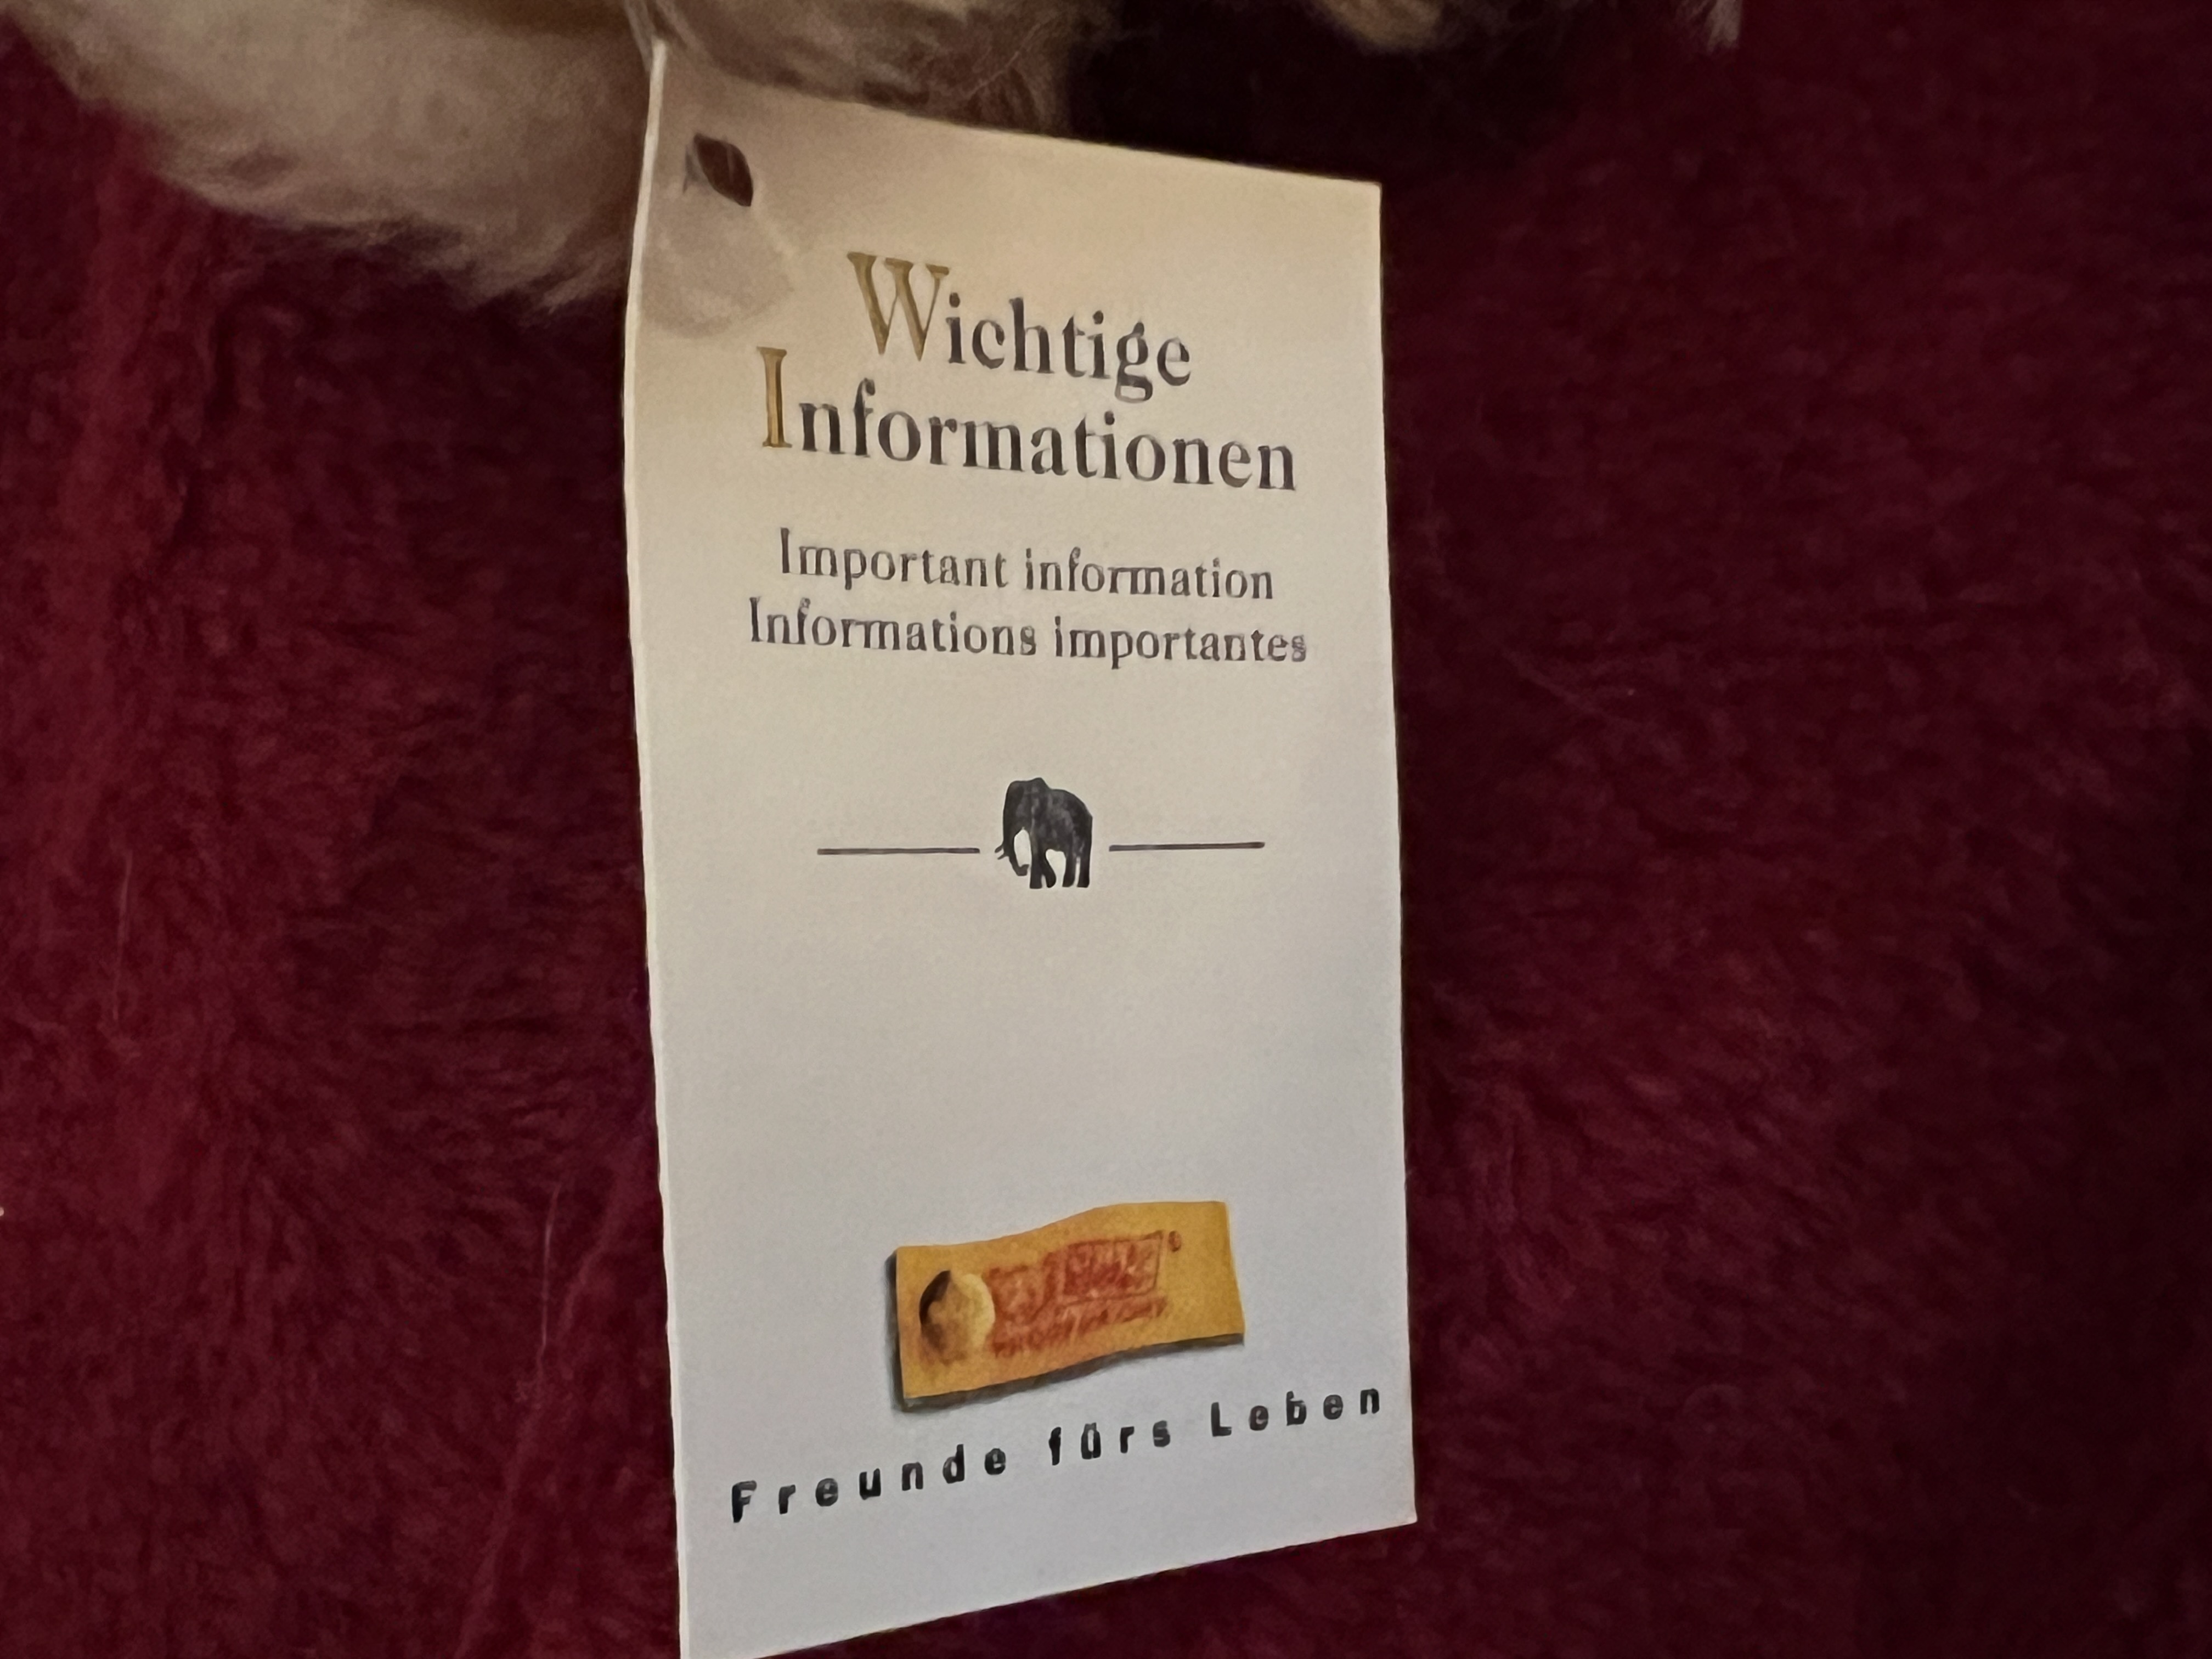 Wichtige
Informationen
Important information
Informations importantes
Freunde fürs Leben